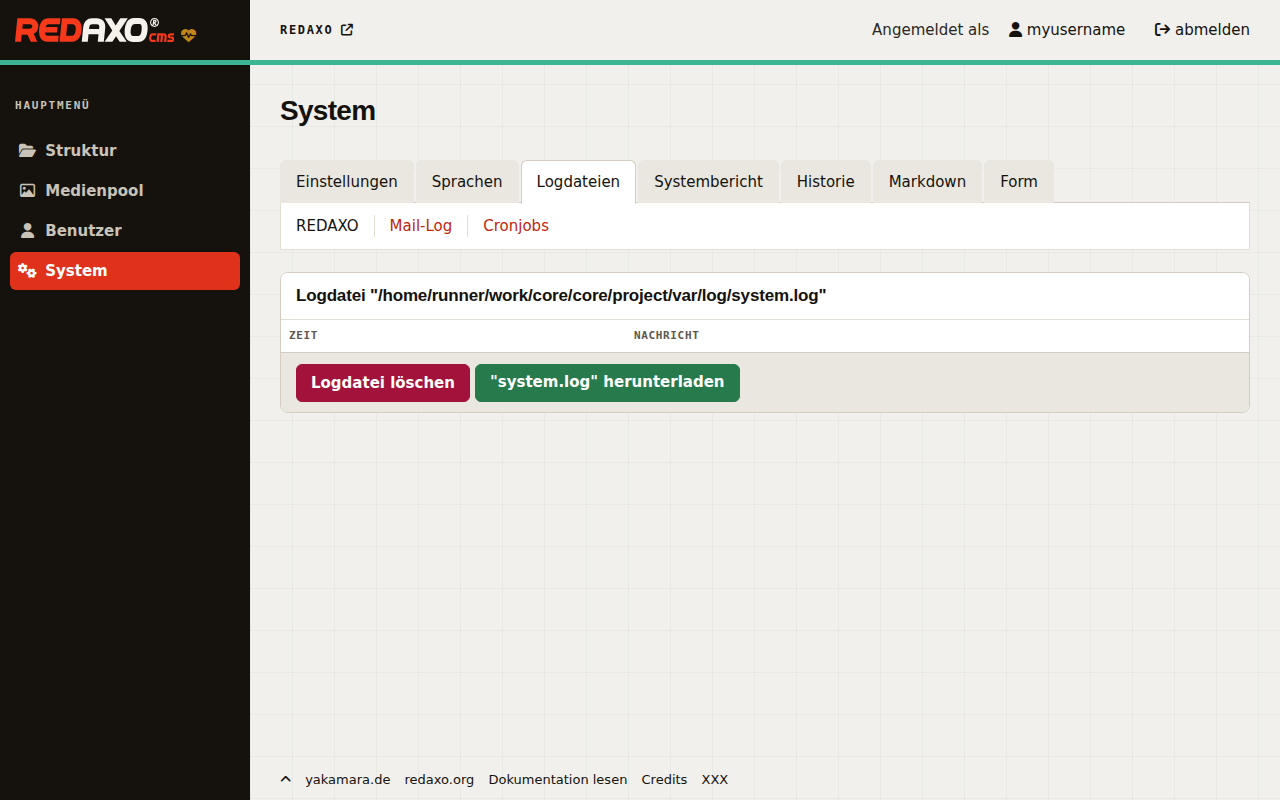 REDAXO® cms
REDAXO
Angemeldet als myusername abmelden
HAUPTMENÜ
Struktur
Medienpool
Benutzer
System
System
Einstellungen Sprachen Logdateien Systembericht Historie Markdown Form
REDAXO Mail-Log Cronjobs
Logdatei "/home/runner/work/core/core/project/var/log/system.log"
ZEIT NACHRICHT
Logdatei löschen "system.log" herunterladen
yakamara.de redaxo.org Dokumentation lesen Credits XXX